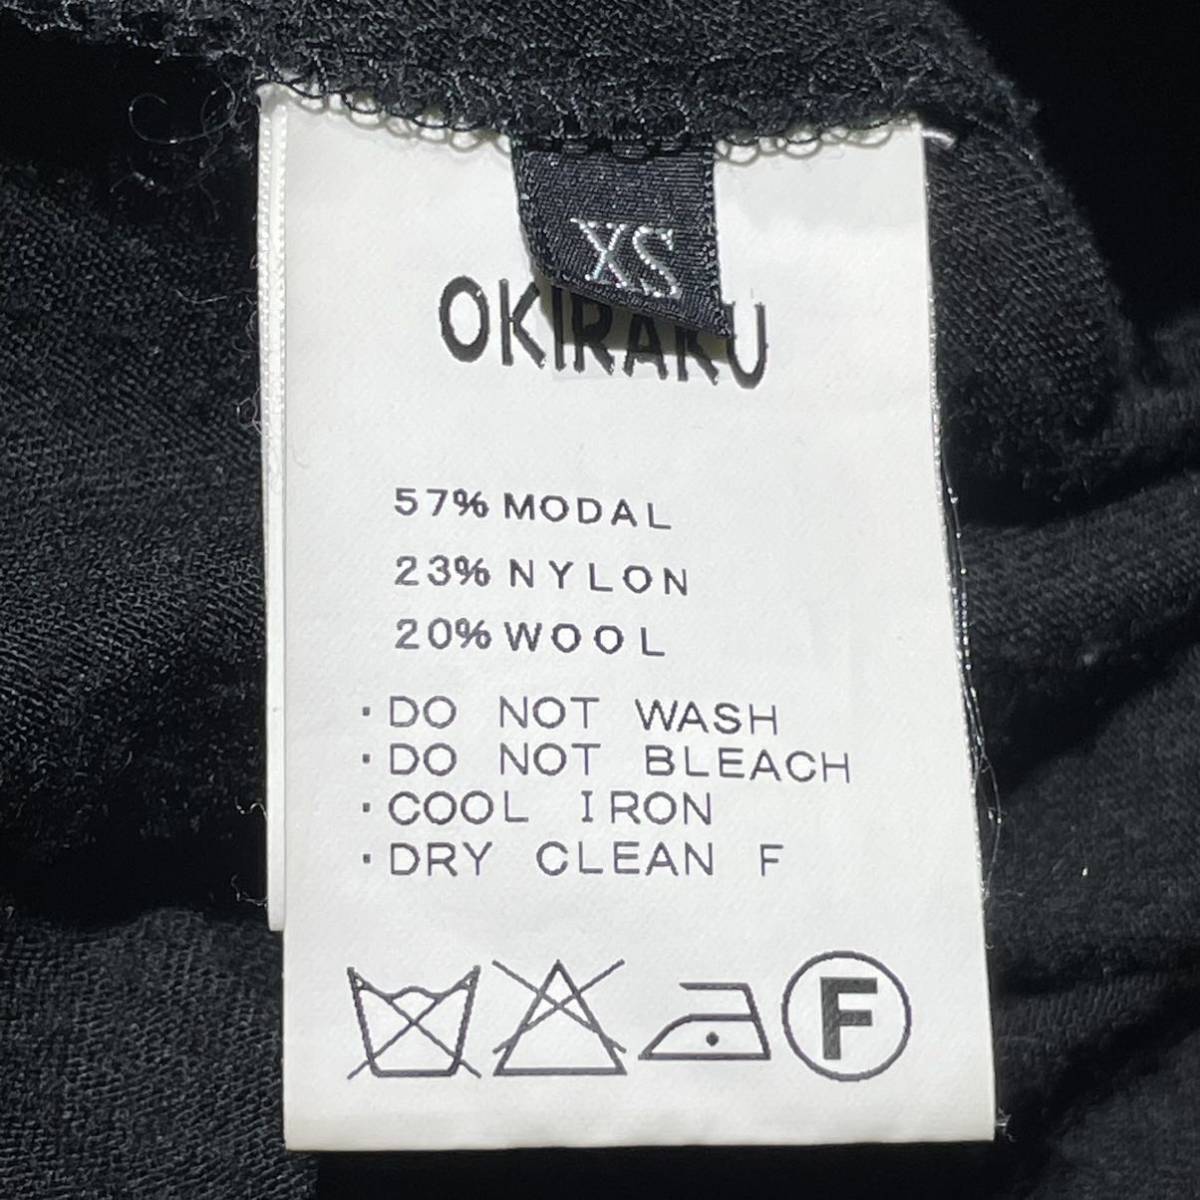 XS
OKIRAKU
57% MODAL
23% NYLON
20% WOOL
· DO NOT WASH
· DO NOT BLEACH
· COOL IRON
· DRY CLEAN F
F